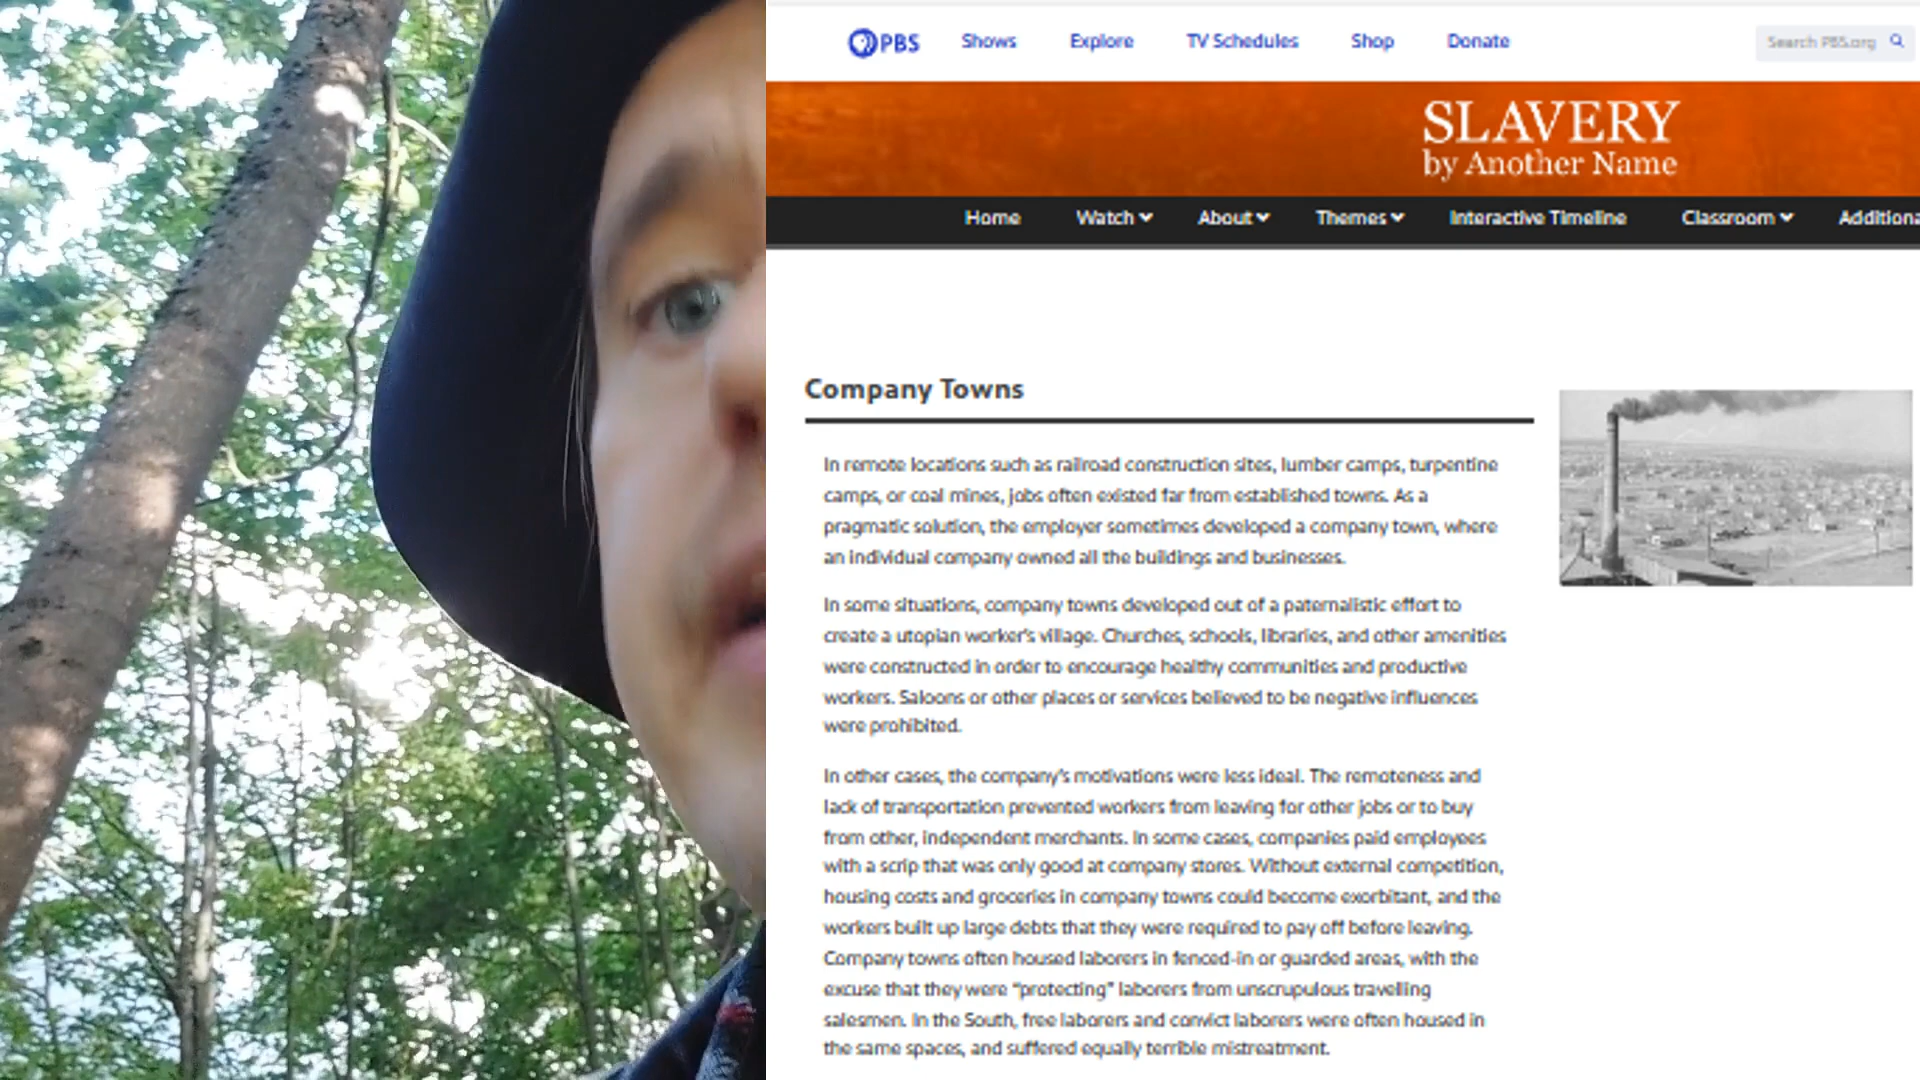 PBS
Shows
Explore
TV Schedules
Shop
Donate
Search PBS.org
SLAVERY
by Another Name
Home
Watch
About
Themes
Interactive Timeline
Classroom
Additiona
Company Towns
In remote locations such as railroad construction sites, lumber camps, turpentine
camps, or coal mines, jobs often existed far from established towns. As a
pragmatic solution, the employer sometimes developed a company town, where
an individual company owned all the buildings and businesses.
In some situations, company towns developed out of a paternalistic effort to
create a utopian worker's village. Churches, schools, libraries, and other amenities
were constructed in order to encourage healthy communities and productive
workers. Saloons or other places or services believed to be negative influences
were prohibited.
In other cases, the company's motivations were less ideal. The remoteness and
lack of transportation prevented workers from leaving for other jobs or to buy
from other, independent merchants. In some cases, companies paid employees
with a scrip that was only good at company stores. Without external competition,
housing costs and groceries in company towns could become exorbitant, and the
workers built up large debts that they were required to pay off before leaving.
Company towns often housed laborers in fenced-in or guarded areas, with the
excuse that they were "protecting" laborers from unscrupulous travelling
salesmen. In the South, free laborers and convict laborers were often housed in
the same spaces, and suffered equally terrible mistreatment.